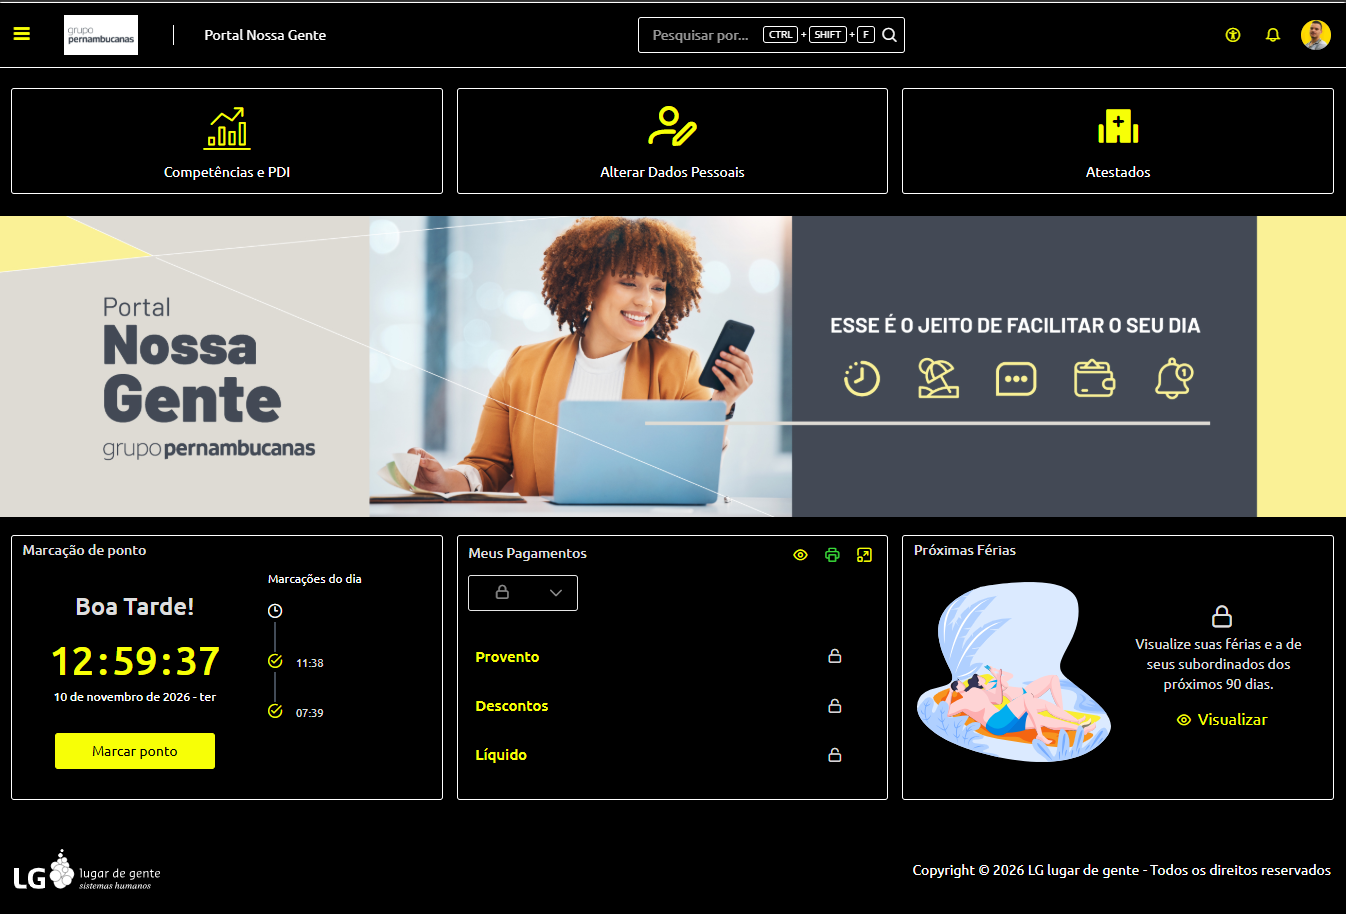 grupo
pernambucanas
Portal Nossa Gente
Pesquisar por... CTRL + SHIFT + F
Competências e PDI
Alterar Dados Pessoais
Atestados
Portal
Nossa
Gente
grupopernambucanas
ESSE É O JEITO DE FACILITAR O SEU DIA
1
Marcação de ponto
Boa Tarde!
12:59:37
10 de novembro de 2026 - ter
Marcar ponto
Marcações do dia
11:38
07:39
Meus Pagamentos
Provento
Descontos
Líquido
Próximas Férias
Visualize suas férias e a de
seus subordinados dos
próximos 90 dias.
Visualizar
LG lugar de gente
sistemas humanos
Copyright © 2026 LG lugar de gente - Todos os direitos reservados